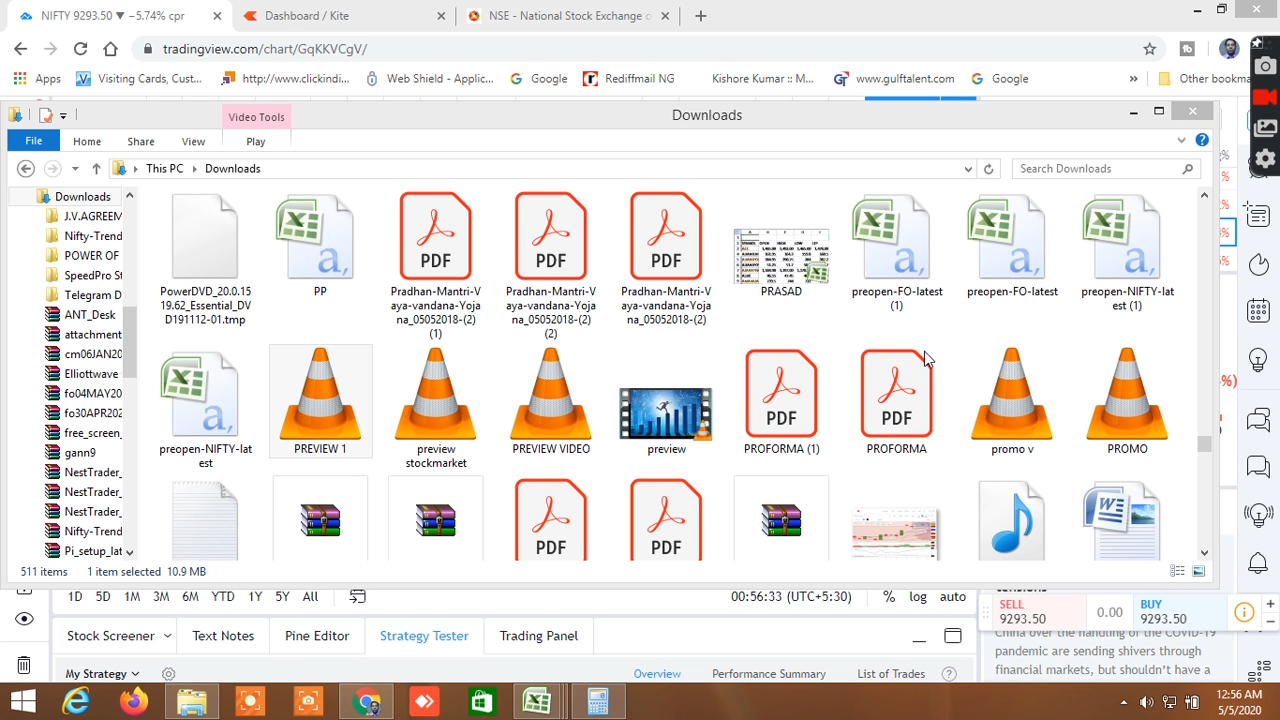 NIFTY 9293.50 ▼ −5.74% cpr
Dashboard / Kite
NSE - National Stock Exchange o
tradingview.com/chart/GqKKVCgV/
Apps
Visiting Cards, Cust...
http://www.clickindi...
Web Shield - Applic...
Google
Rediffmail NG
Kishore Kumar :: M...
www.gulftalent.com
Google
»
Other bookma
Video Tools
Downloads
File
Home
Share
View
Play
This PC
Downloads
Search Downloads
Downloads
J.V.AGREEM
Nifty-Trend
POWER OF
SpeedPro St
Telegram D
ANT_Desk
attachment
cm06JAN20
Elliottwave
fo04MAY20
fo30APR202
free_screen_
gann9
NestTrader_
NestTrader_
NestTrader_
Nifty-Trend
Pi_setup_lat
PowerDVD_20.0.15
19.62_Essential_DV
D191112-01.tmp
PP
Pradhan-Mantri-V
aya-vandana-Yoja
na_05052018-(2)
(1)
Pradhan-Mantri-V
aya-vandana-Yoja
na_05052018-(2)
(2)
Pradhan-Mantri-V
aya-vandana-Yoja
na_05052018-(2)
PRASAD
preopen-FO-latest
(1)
preopen-FO-latest
preopen-NIFTY-lat
est (1)
preopen-NIFTY-lat
est
PREVIEW 1
preview
stockmarket
PREVIEW VIDEO
preview
PROFORMA (1)
PROFORMA
promo v
PROMO
PDF
PDF
PDF
PDF
PDF
PDF
PDF
511 items
1 item selected 10.9 MB
1D 5D 1M 3M 6M YTD 1Y 5Y All
00:56:33 (UTC+5:30)
% log auto
SELL
9293.50
0.00
BUY
9293.50
Stock Screener
Text Notes
Pine Editor
Strategy Tester
Trading Panel
My Strategy
Overview
Performance Summary
List of Trades
China over the handling of the COVID-19
pandemic are sending shivers through
financial markets, but shouldn't have a
12:56 AM
5/5/2020